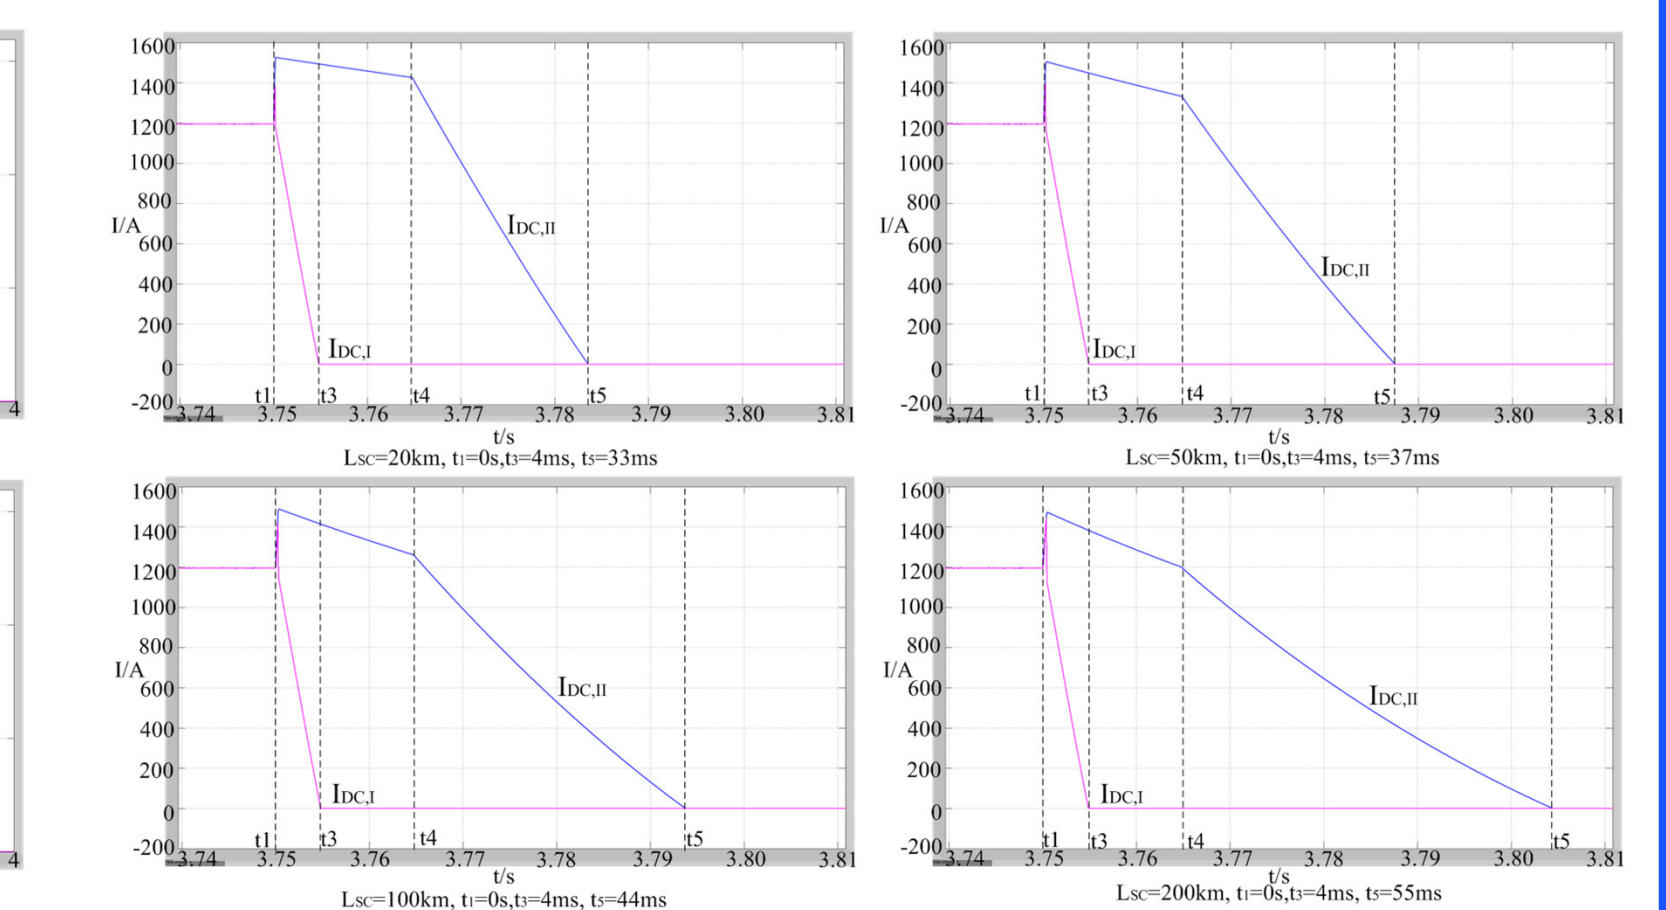 4
1600
1400
1200
1000
800
I/A
600
400
200
0
-200
IDC,II
IDC,I
t1 t3 t4 t5
3.74 3.75 3.76 3.77 3.78 3.79 3.80 3.81
t/s
LSC=20km, t1=0s,t3=4ms, t5=33ms
1600
1400
1200
1000
800
I/A
600
400
200
0
-200
IDC,II
IDC,I
t1 t3 t4 t5
3.74 3.75 3.76 3.77 3.78 3.79 3.80 3.81
t/s
LSC=50km, t1=0s,t3=4ms, t5=37ms
4
1600
1400
1200
1000
800
I/A
600
400
200
0
-200
IDC,II
IDC,I
t1 t3 t4 t5
3.74 3.75 3.76 3.77 3.78 3.79 3.80 3.81
t/s
LSC=100km, t1=0s,t3=4ms, t5=44ms
1600
1400
1200
1000
800
I/A
600
400
200
0
-200
IDC,II
IDC,I
t1 t3 t4 t5
3.74 3.75 3.76 3.77 3.78 3.79 3.80 3.81
t/s
LSC=200km, t1=0s,t3=4ms, t5=55ms